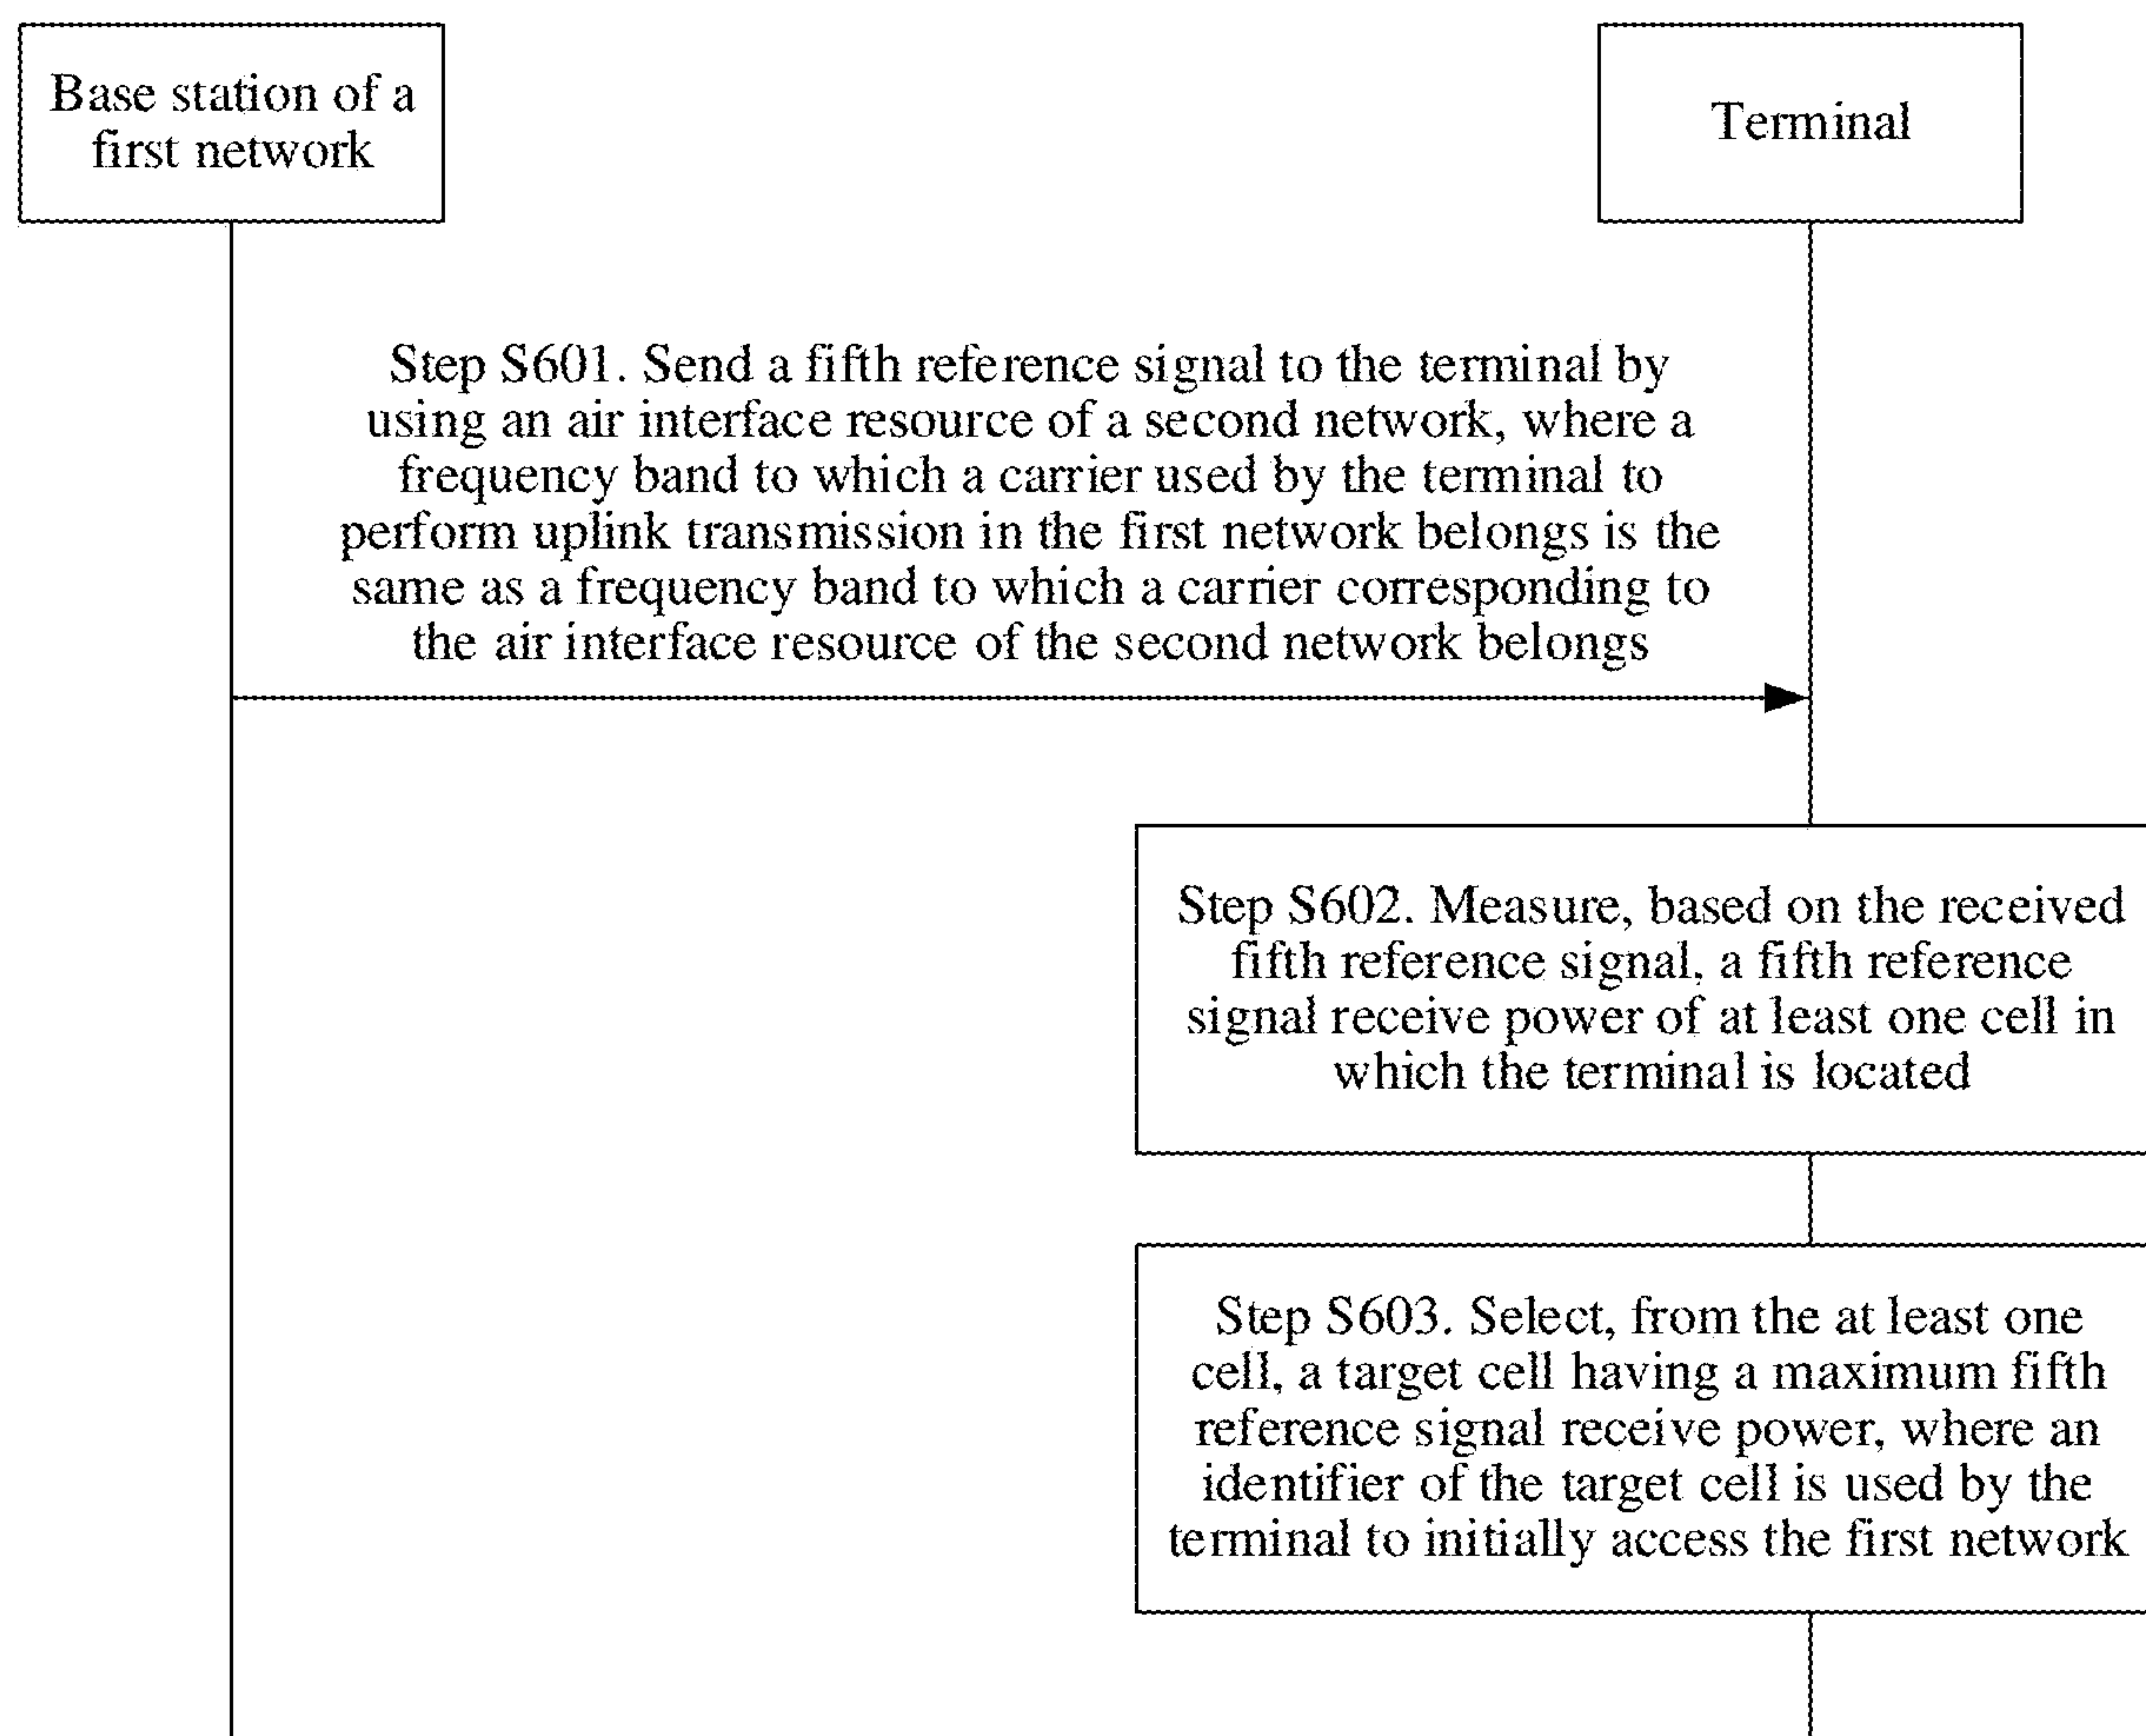 Base station of a
first network
Terminal
Step S601. Send a fifth reference signal to the terminal by
using an air interface resource of a second network, where a
frequency band to which a carrier used by the terminal to
perform uplink transmission in the first network belongs is the
same as a frequency band to which a carrier corresponding to
the air interface resource of the second network belongs
Step S602. Measure, based on the received
fifth reference signal, a fifth reference
signal receive power of at least one cell in
which the terminal is located
Step S603. Select, from the at least one
cell, a target cell having a maximum fifth
reference signal receive power, where an
identifier of the target cell is used by the
terminal to initially access the first network